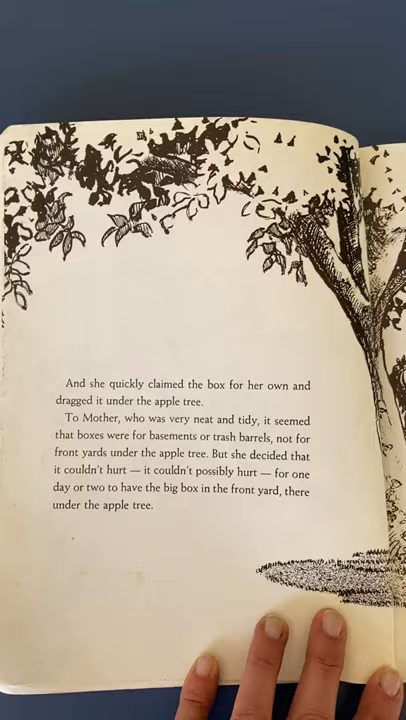 And she quickly claimed the box for her own and
dragged it under the apple tree.
To Mother, who was very neat and tidy, it seemed
that boxes were for basements or trash barrels, not for
front yards under the apple tree. But she decided that
it couldn't hurt — it couldn't possibly hurt — for one
day or two to have the big box in the front yard, there
under the apple tree.